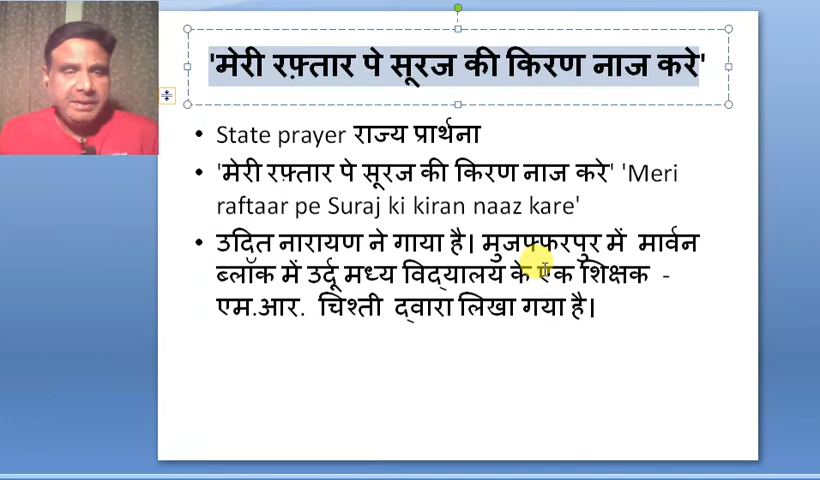 'मेरी रफ़्तार पे सूरज की किरण नाज करे'
• State prayer राज्य प्रार्थना
• 'मेरी रफ़्तार पे सूरज की किरण नाज करे' 'Meri
raftaar pe Suraj ki kiran naaz kare'
• उदित नारायण ने गाया है। मुजफ्फरपुर में मार्वन
ब्लॉक में उर्दू मध्य विद्यालय के एक शिक्षक -
एम.आर. चिश्ती द्वारा लिखा गया है।